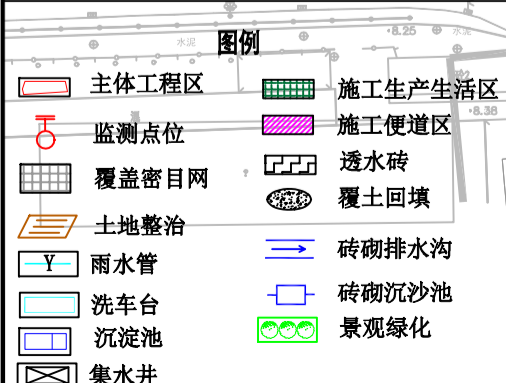 图例
水泥
水泥
8.25
8.38
主体工程区
监测点位
覆盖密目网
土地整治
Y
雨水管
洗车台
沉淀池
集水井
施工生产生活区
施工便道区
透水砖
覆土回填
砖砌排水沟
砖砌沉沙池
景观绿化